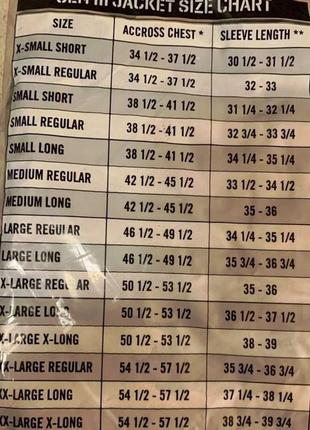 GEN III JACKET SIZE CHART
SIZE ACCROSS CHEST * SLEEVE LENGTH **
X-SMALL SHORT 34 1/2 - 37 1/2 30 1/2 - 31 1/2
X-SMALL REGULAR 34 1/2 - 37 1/2 32 - 33
SMALL SHORT 38 1/2 - 41 1/2 31 1/4 - 32 1/4
SMALL REGULAR 38 1/2 - 41 1/2 32 3/4 - 33 3/4
SMALL LONG 38 1/2 - 41 1/2 34 1/4 - 35 1/4
MEDIUM REGULAR 42 1/2 - 45 1/2 33 1/2 - 34 1/2
MEDIUM LONG 42 1/2 - 45 1/2 35 - 36
LARGE REGULAR 46 1/2 - 49 1/2 34 1/4 - 35 1/4
LARGE LONG 46 1/2 - 49 1/2 35 3/4 - 36 3/4
X-LARGE REGULAR 50 1/2 - 53 1/2 35 - 36
X-LARGE LONG 50 1/2 - 53 1/2 36 1/2 - 37 1/2
X-LARGE X-LONG 50 1/2 - 53 1/2 38 - 39
XX-LARGE REGULAR 54 1/2 - 57 1/2 35 3/4 - 36 3/4
XX-LARGE LONG 54 1/2 - 57 1/2 37 1/4 - 38 1/4
XX-LARGE X-LONG 54 1/2 - 57 1/2 38 3/4 - 39 3/4